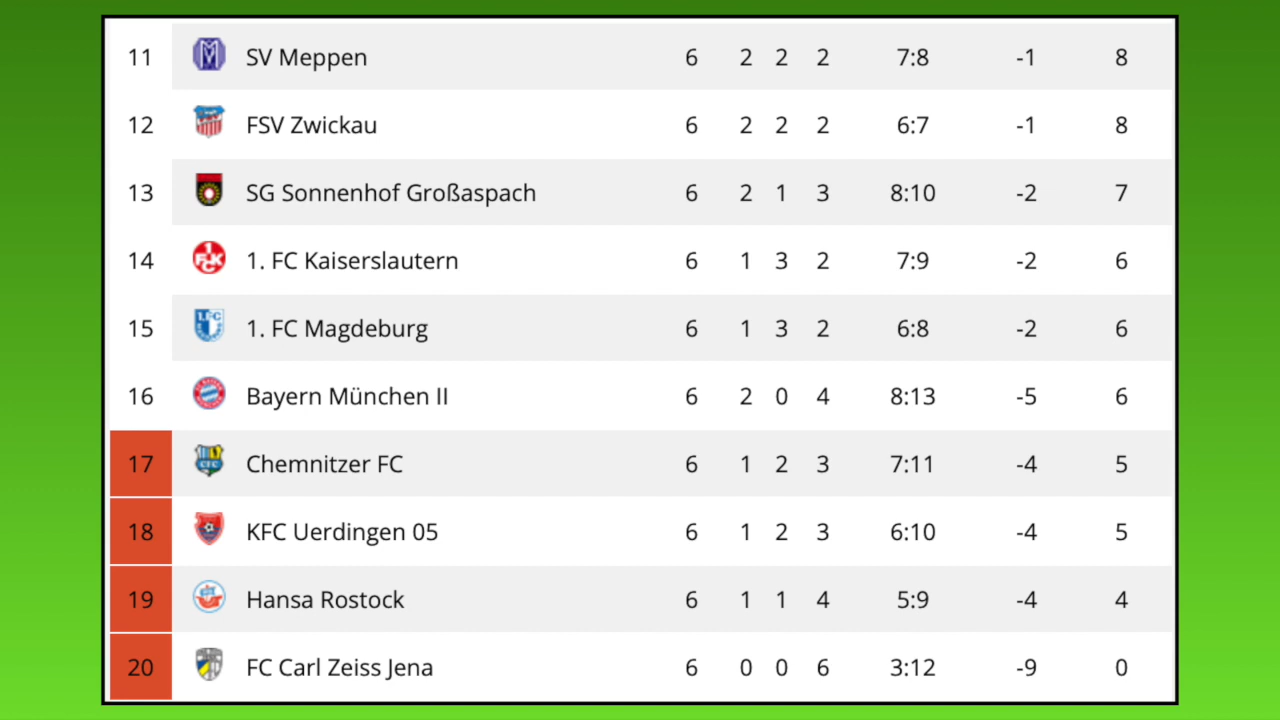 11 SV Meppen 6 2 2 2 7:8 -1 8
12 FSV Zwickau 6 2 2 2 6:7 -1 8
13 SG Sonnenhof Großaspach 6 2 1 3 8:10 -2 7
14 1. FC Kaiserslautern 6 1 3 2 7:9 -2 6
15 1. FC Magdeburg 6 1 3 2 6:8 -2 6
16 Bayern München II 6 2 0 4 8:13 -5 6
17 Chemnitzer FC 6 1 2 3 7:11 -4 5
18 KFC Uerdingen 05 6 1 2 3 6:10 -4 5
19 Hansa Rostock 6 1 1 4 5:9 -4 4
20 FC Carl Zeiss Jena 6 0 0 6 3:12 -9 0